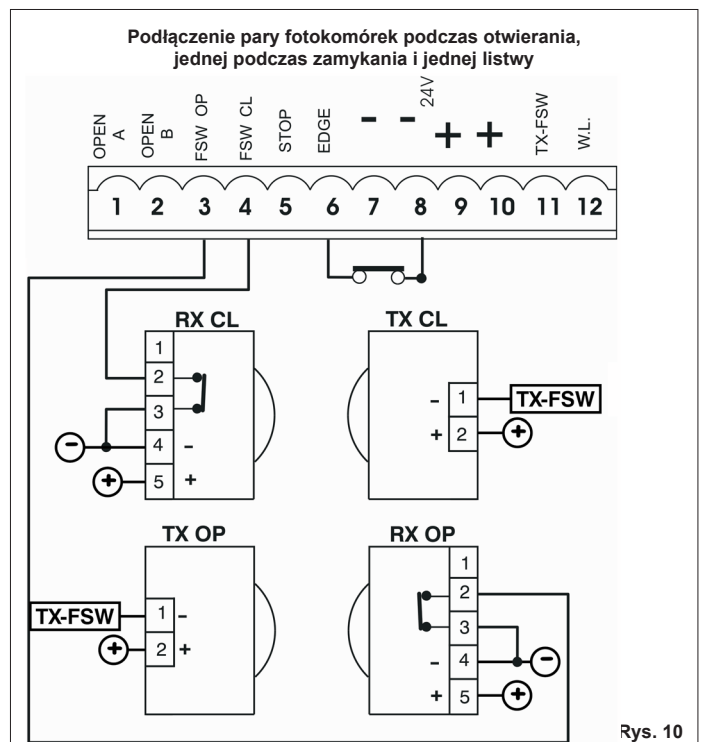 Podłączenie pary fotokomórek podczas otwierania,
jednej podczas zamykania i jednej listwy
OPEN A
OPEN B
FSW OP
FSW CL
STOP
EDGE
- -
24V
+ +
TX-FSW
W.L.
1 2 3 4 5 6 7 8 9 10 11 12
RX CL
1
2
3
- 4 -
+ 5 +
TX CL
- 1 TX-FSW
+ 2 +
TX OP
TX-FSW 1 -
+ 2 +
RX OP
1
2
3
- 4 -
+ 5 +
Rys. 10